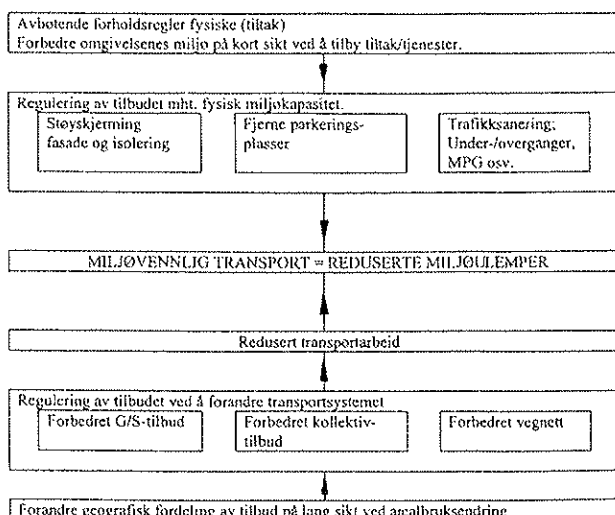 Avbøtende forholdsregler fysiske (tiltak)
Forbedre omgivelsenes miljø på kort sikt ved å tilby tiltak/tjenester.
Regulering av tilbudet mht. fysisk miljøkapasitet.
Støyskjerming
fasade og isolering
Fjerne parkerings-
plasser
Trafikksanering;
Under-/overganger,
MPG osv.
MILJØVENNLIG TRANSPORT = REDUSERTE MILJØULEMPER
Redusert transportarbeid
Regulering av tilbudet ved å forandre transportsystemet
Forbedret G/S-tilbud
Forbedret kollektiv-
tilbud
Forbedret vegnett
Forandre geografisk fordeling av tilbud på lang sikt ved arealbruksendring